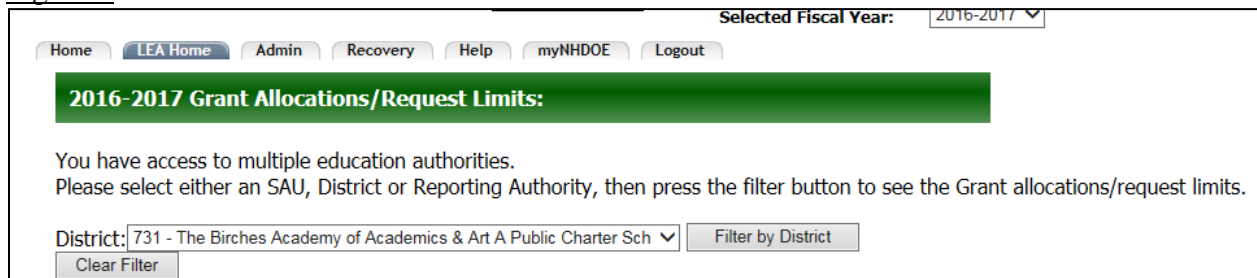 Selected Fiscal Year: 2016-2017
Home LEA Home Admin Recovery Help myNHDOE Logout
2016-2017 Grant Allocations/Request Limits:
You have access to multiple education authorities.
Please select either an SAU, District or Reporting Authority, then press the filter button to see the Grant allocations/request limits.
District: 731 - The Birches Academy of Academics & Art A Public Charter Sch Filter by District
Clear Filter